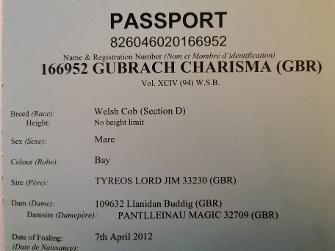 PASSPORT
826046020166952
Name & Registration Number (Nom et Membre d'identification)
166952 GUBRACH CHARISMA (GBR)
Vol. XCIV (94) W.S.B.
Breed (Race): Welsh Cob (Section D)
Height: No height limit
Sex (Sexe): Mare
Colour (Robe): Bay
Sire (Père): TYREOS LORD JIM 33230 (GBR)
Dam (Dame): 109632 Llanidan Buddig (GBR)
Damsire (Damepère): PANTLLEINAU MAGIC 32709 (GBR)
Date of Foaling: 7th April 2012
(Date de Naissance):